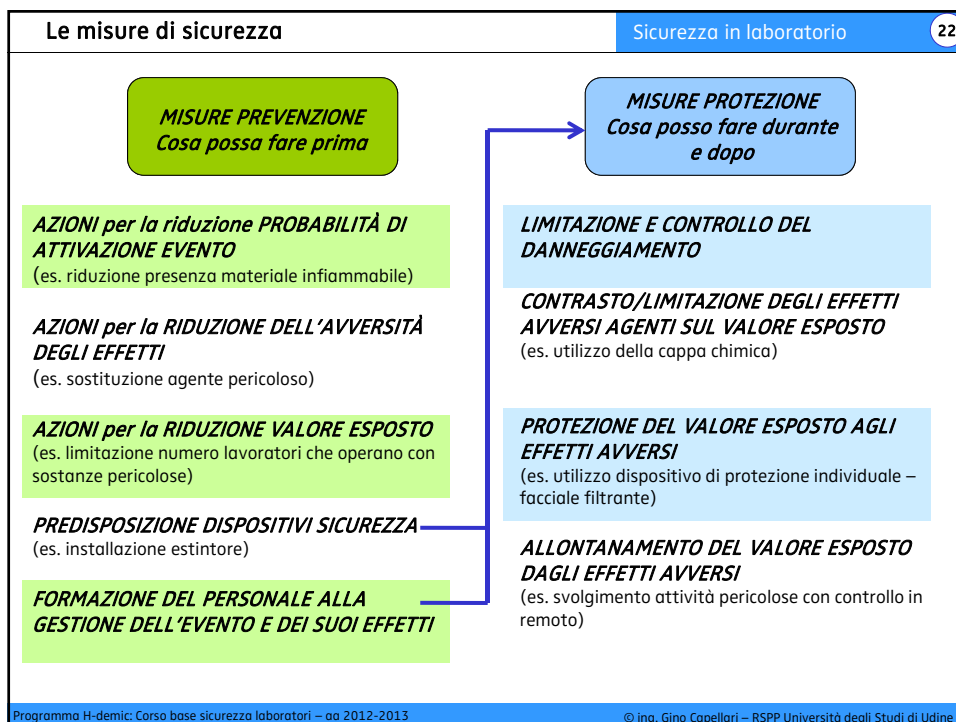 Le misure di sicurezza
Sicurezza in laboratorio
22
MISURE PREVENZIONE
Cosa possa fare prima
MISURE PROTEZIONE
Cosa posso fare durante
e dopo
AZIONI per la riduzione PROBABILITÀ DI
ATTIVAZIONE EVENTO
(es. riduzione presenza materiale infiammabile)
AZIONI per la RIDUZIONE DELL'AVVERSITÀ
DEGLI EFFETTI
(es. sostituzione agente pericoloso)
AZIONI per la RIDUZIONE VALORE ESPOSTO
(es. limitazione numero lavoratori che operano con
sostanze pericolose)
PREDISPOSIZIONE DISPOSITIVI SICUREZZA
(es. installazione estintore)
FORMAZIONE DEL PERSONALE ALLA
GESTIONE DELL'EVENTO E DEI SUOI EFFETTI
LIMITAZIONE E CONTROLLO DEL
DANNEGGIAMENTO
CONTRASTO/LIMITAZIONE DEGLI EFFETTI
AVVERSI AGENTI SUL VALORE ESPOSTO
(es. utilizzo della cappa chimica)
PROTEZIONE DEL VALORE ESPOSTO AGLI
EFFETTI AVVERSI
(es. utilizzo dispositivo di protezione individuale –
facciale filtrante)
ALLONTANAMENTO DEL VALORE ESPOSTO
DAGLI EFFETTI AVVERSI
(es. svolgimento attività pericolose con controllo in
remoto)
Programma H-demic: Corso base sicurezza laboratori – aa 2012-2013
© ing. Gino Capellari – RSPP Università degli Studi di Udine